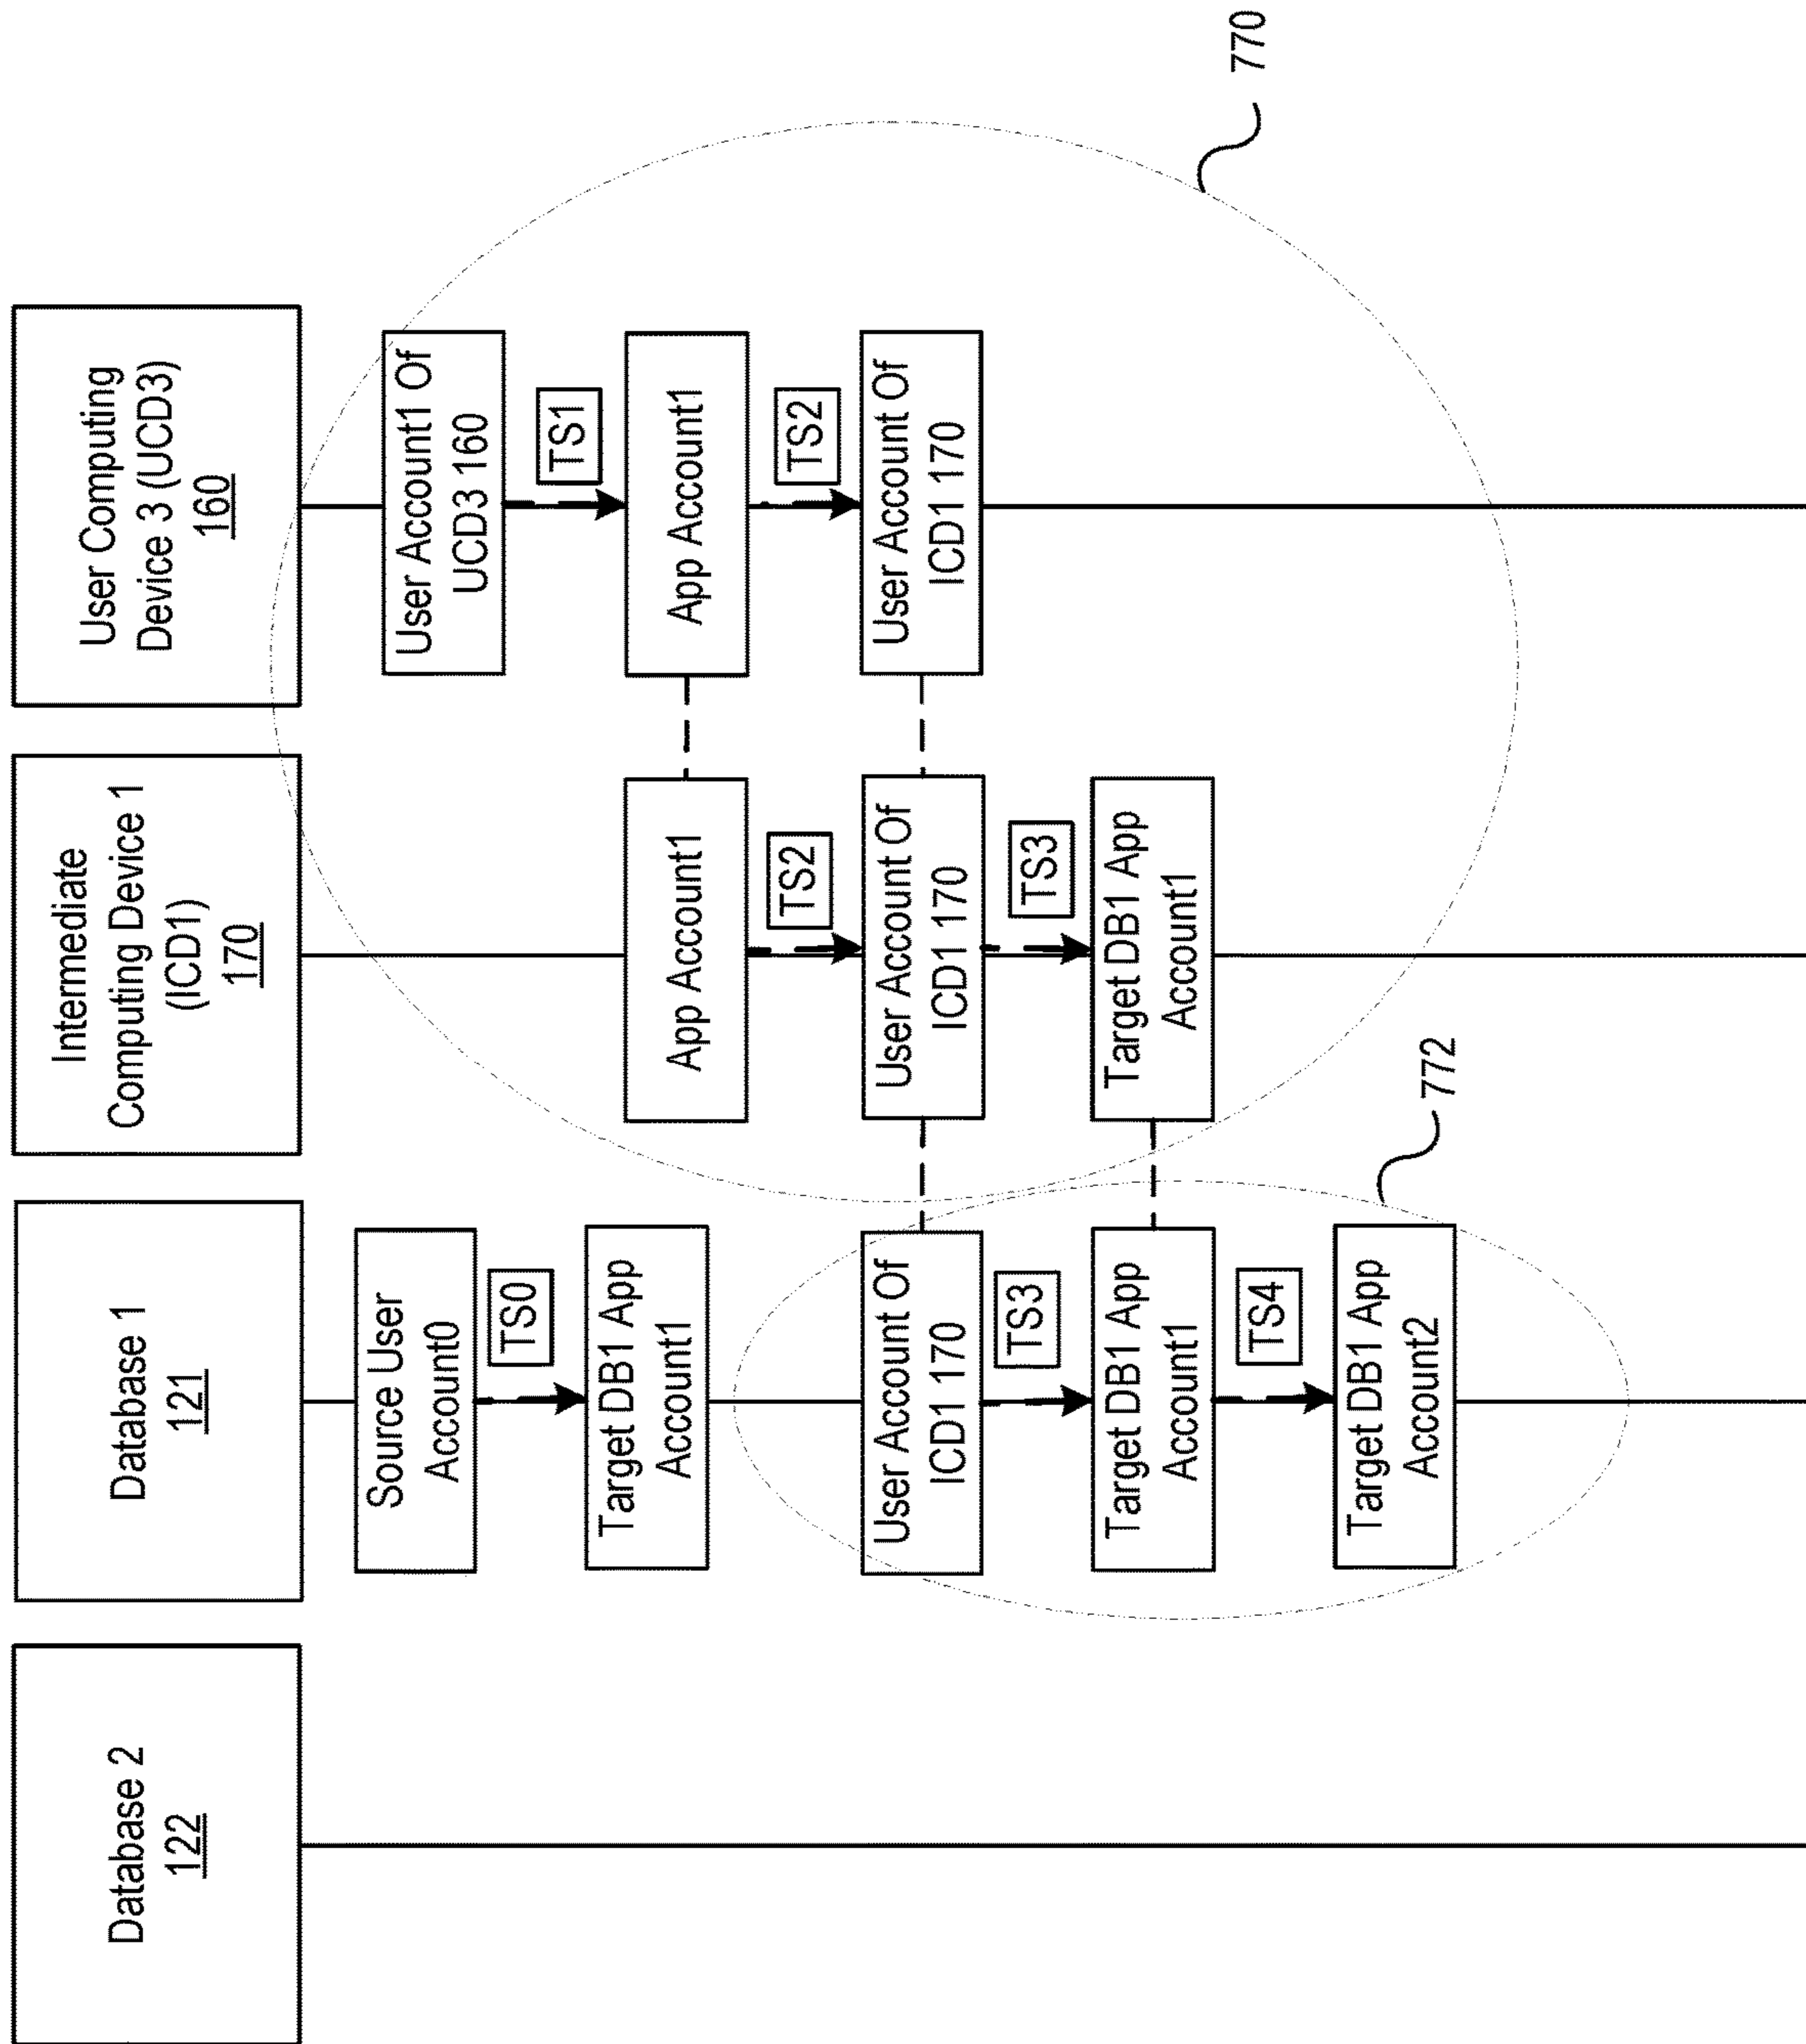 User Computing
Device 3 (UCD3)
160
User Account1 Of
UCD3 160
TS1
App Account1
TS2
User Account Of
ICD1 170
770
Intermediate
Computing Device 1
(ICD1)
170
App Account1
TS2
User Account Of
ICD1 170
TS3
Target DB1 App
Account1
Database 1
121
Source User
Account0
TS0
Target DB1 App
Account1
User Account Of
ICD1 170
TS3
Target DB1 App
Account1
TS4
Target DB1 App
Account2
772
Database 2
122